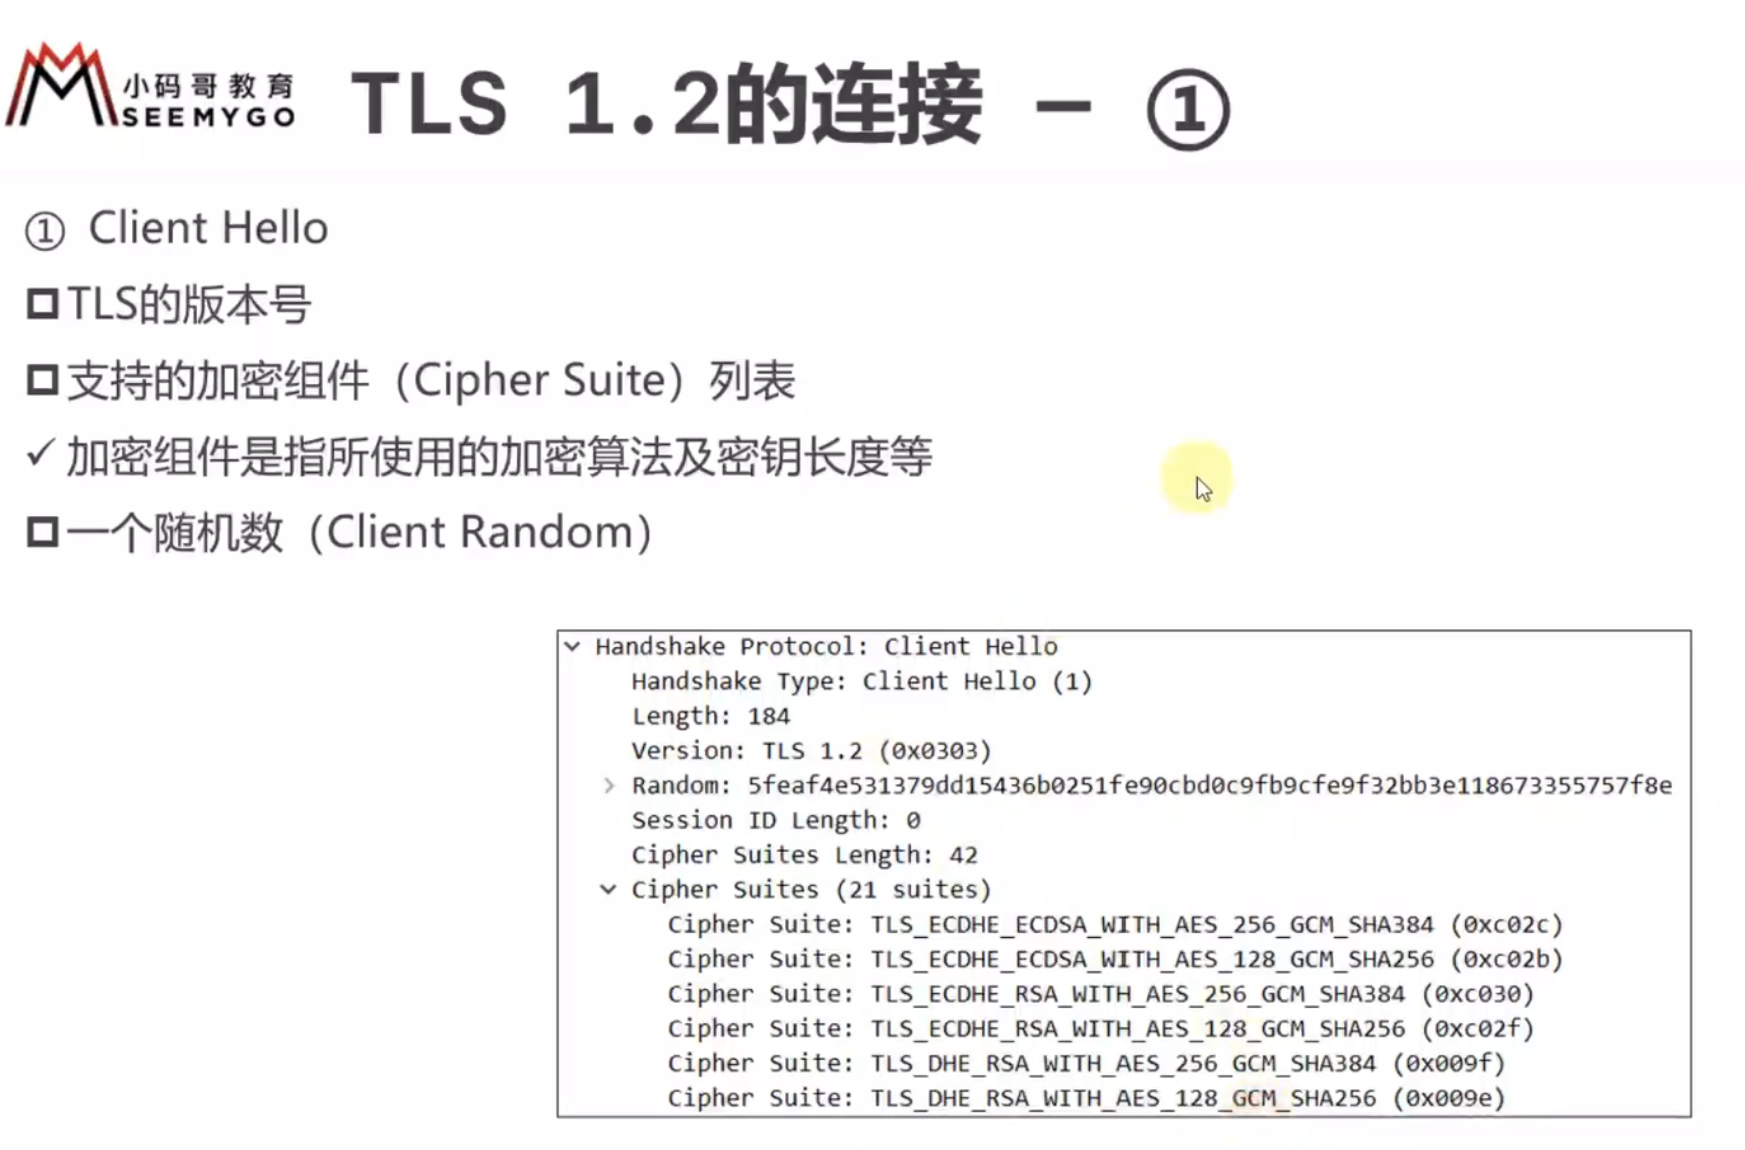 小码哥教育
SEEMYGO
TLS 1.2的连接 – ①
① Client Hello
TLS的版本号
支持的加密组件（Cipher Suite）列表
✓ 加密组件是指所使用的加密算法及密钥长度等
一个随机数（Client Random）
Handshake Protocol: Client Hello
Handshake Type: Client Hello (1)
Length: 184
Version: TLS 1.2 (0x0303)
Random: 5feaf4e531379dd15436b0251fe90cbd0c9fb9cfe9f32bb3e118673355757f8e
Session ID Length: 0
Cipher Suites Length: 42
Cipher Suites (21 suites)
Cipher Suite: TLS_ECDHE_ECDSA_WITH_AES_256_GCM_SHA384 (0xc02c)
Cipher Suite: TLS_ECDHE_ECDSA_WITH_AES_128_GCM_SHA256 (0xc02b)
Cipher Suite: TLS_ECDHE_RSA_WITH_AES_256_GCM_SHA384 (0xc030)
Cipher Suite: TLS_ECDHE_RSA_WITH_AES_128_GCM_SHA256 (0xc02f)
Cipher Suite: TLS_DHE_RSA_WITH_AES_256_GCM_SHA384 (0x009f)
Cipher Suite: TLS_DHE_RSA_WITH_AES_128_GCM_SHA256 (0x009e)